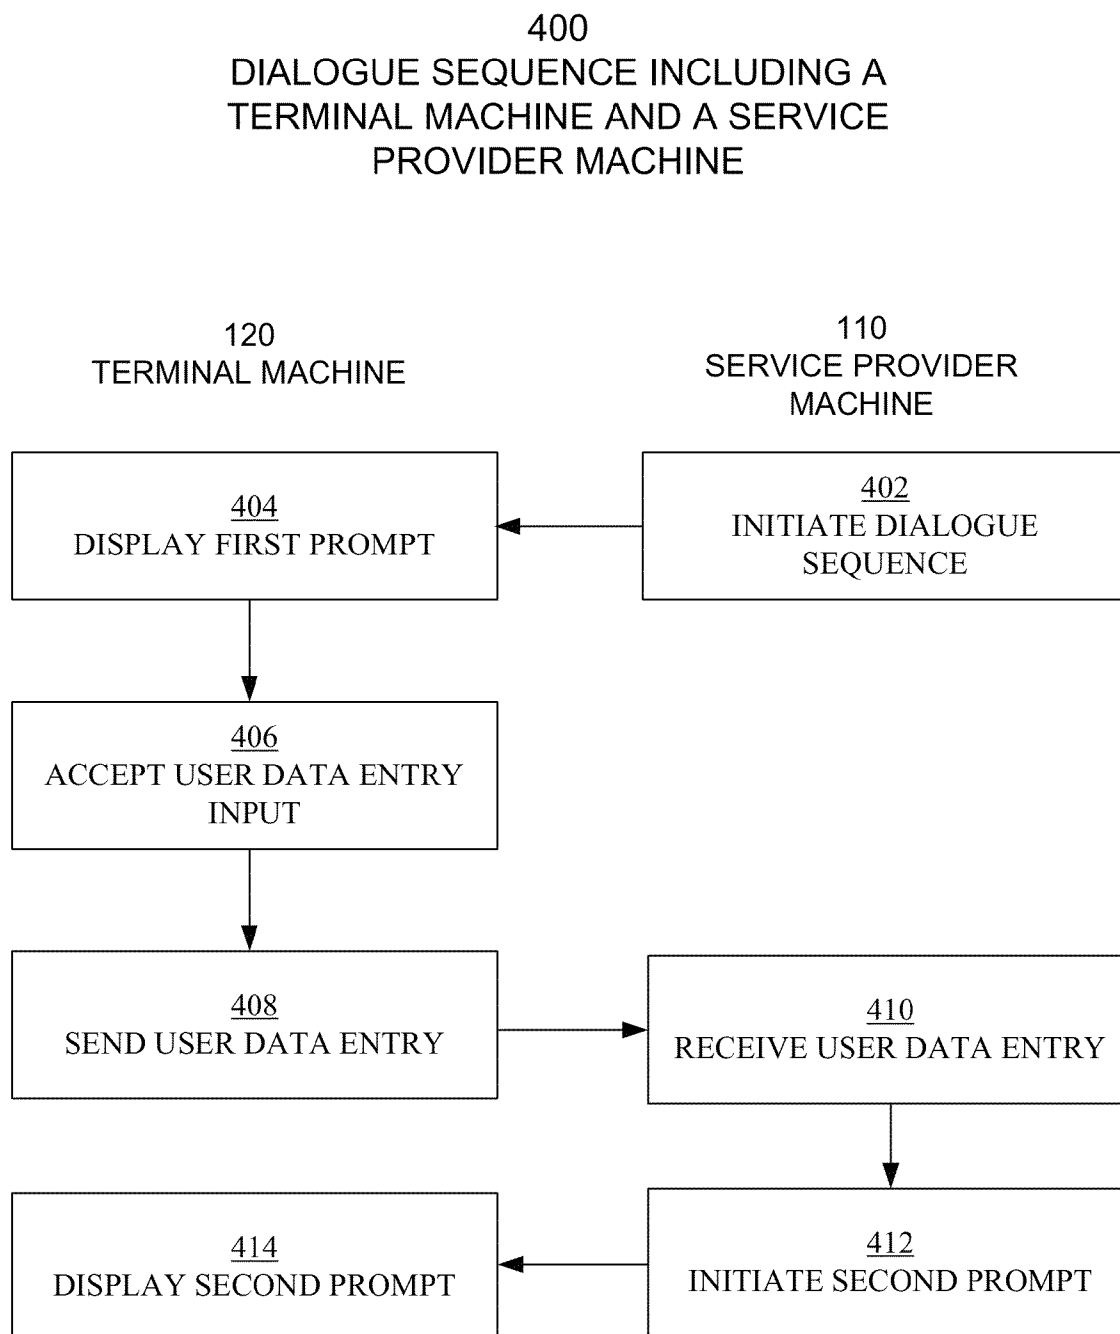 400
DIALOGUE SEQUENCE INCLUDING A
TERMINAL MACHINE AND A SERVICE
PROVIDER MACHINE
120
TERMINAL MACHINE
110
SERVICE PROVIDER
MACHINE
404
DISPLAY FIRST PROMPT
402
INITIATE DIALOGUE
SEQUENCE
406
ACCEPT USER DATA ENTRY
INPUT
408
SEND USER DATA ENTRY
410
RECEIVE USER DATA ENTRY
414
DISPLAY SECOND PROMPT
412
INITIATE SECOND PROMPT